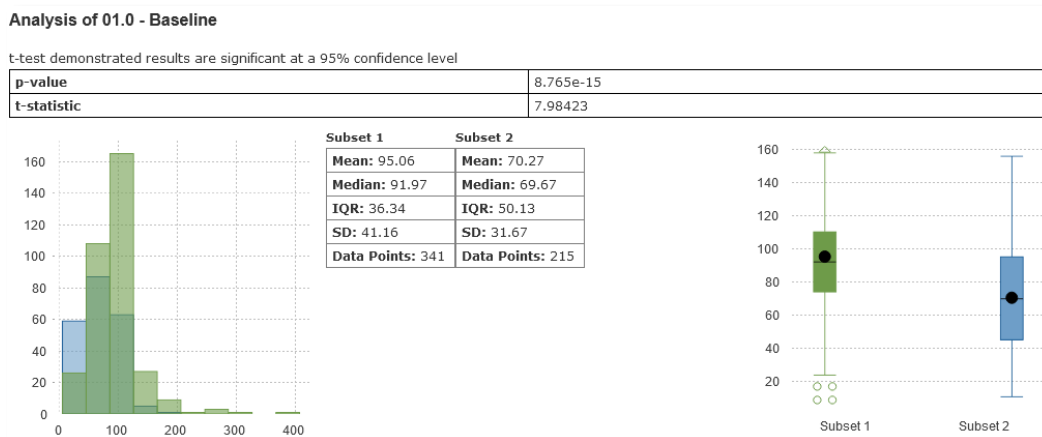 Analysis of 01.0 - Baseline
t-test demonstrated results are significant at a 95% confidence level
p-value 8.765e-15
t-statistic 7.98423
160
140
120
100
80
60
40
20
0
0 100 200 300 400
Subset 1 Subset 2
Mean: 95.06 Mean: 70.27
Median: 91.97 Median: 69.67
IQR: 36.34 IQR: 50.13
SD: 41.16 SD: 31.67
Data Points: 341 Data Points: 215
160
140
120
100
80
60
40
20
Subset 1 Subset 2